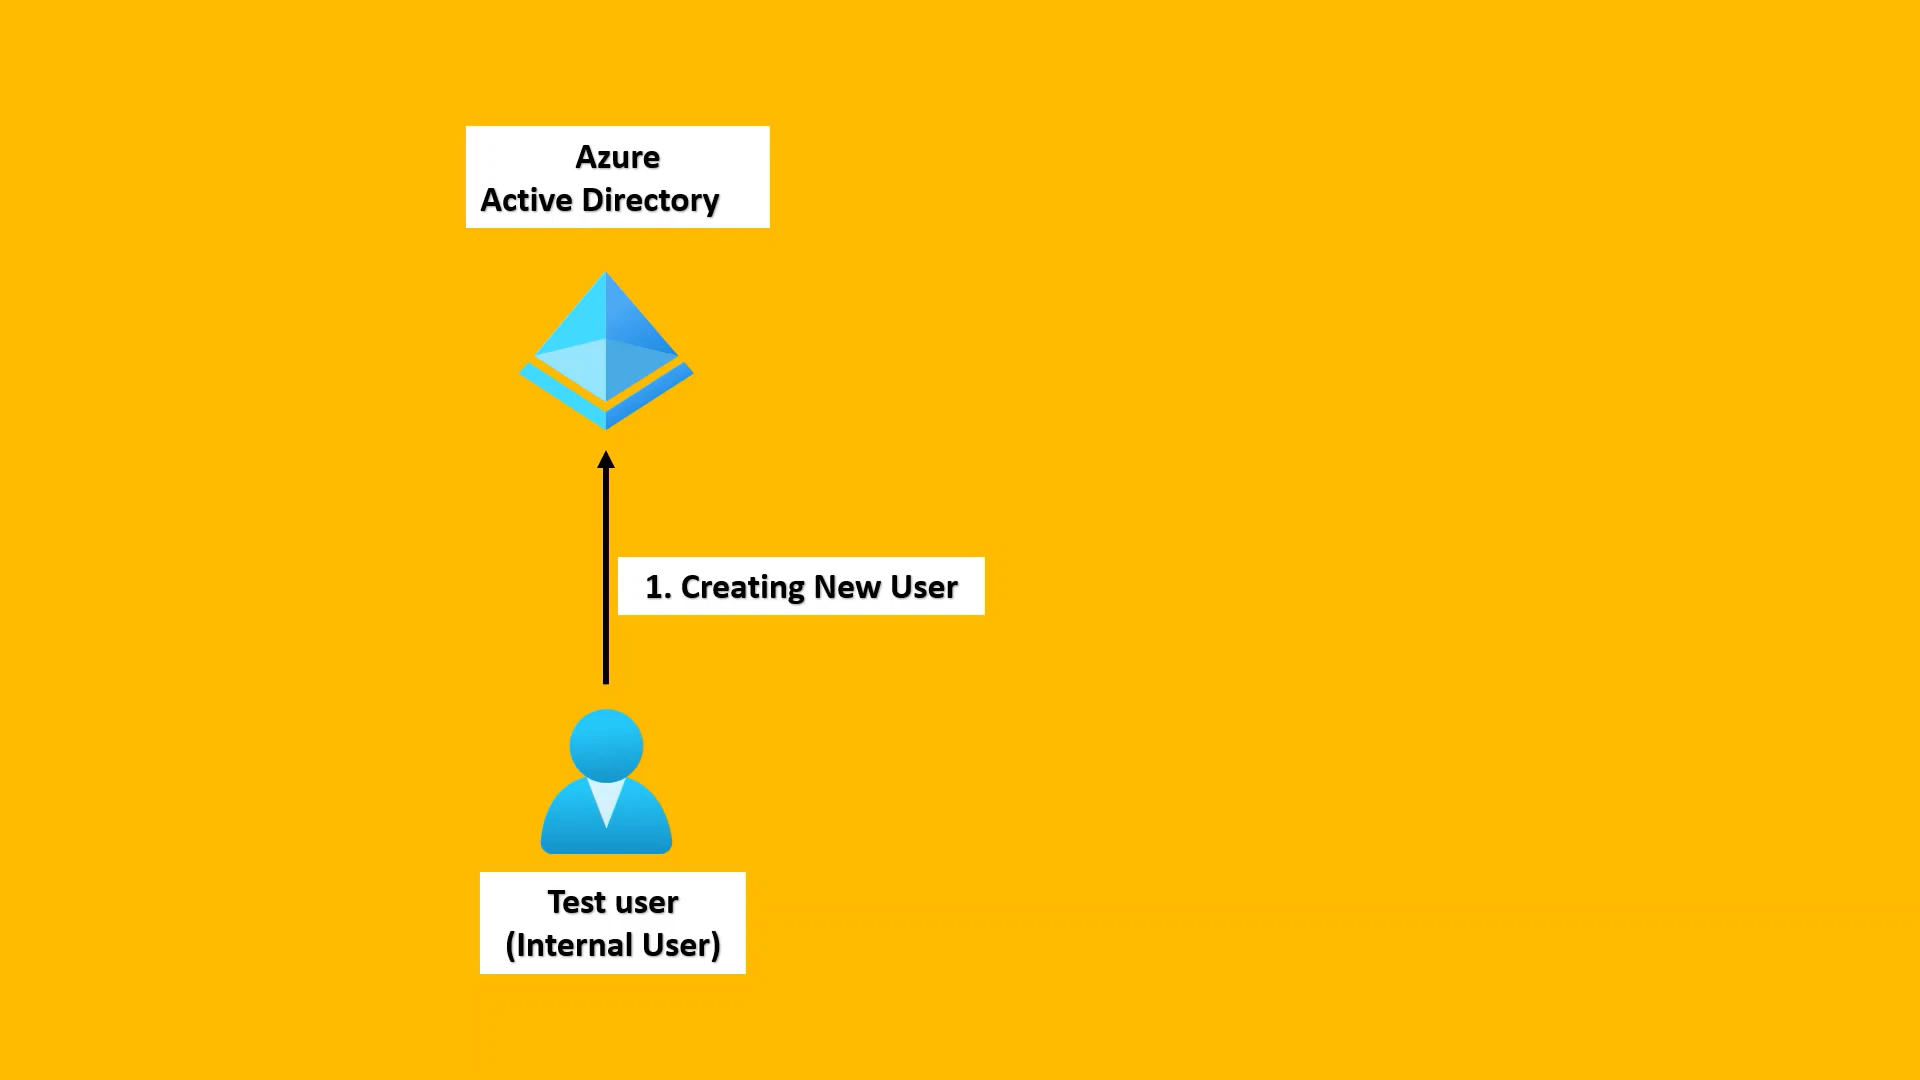 Azure
Active Directory
1. Creating New User
Test user
(Internal User)